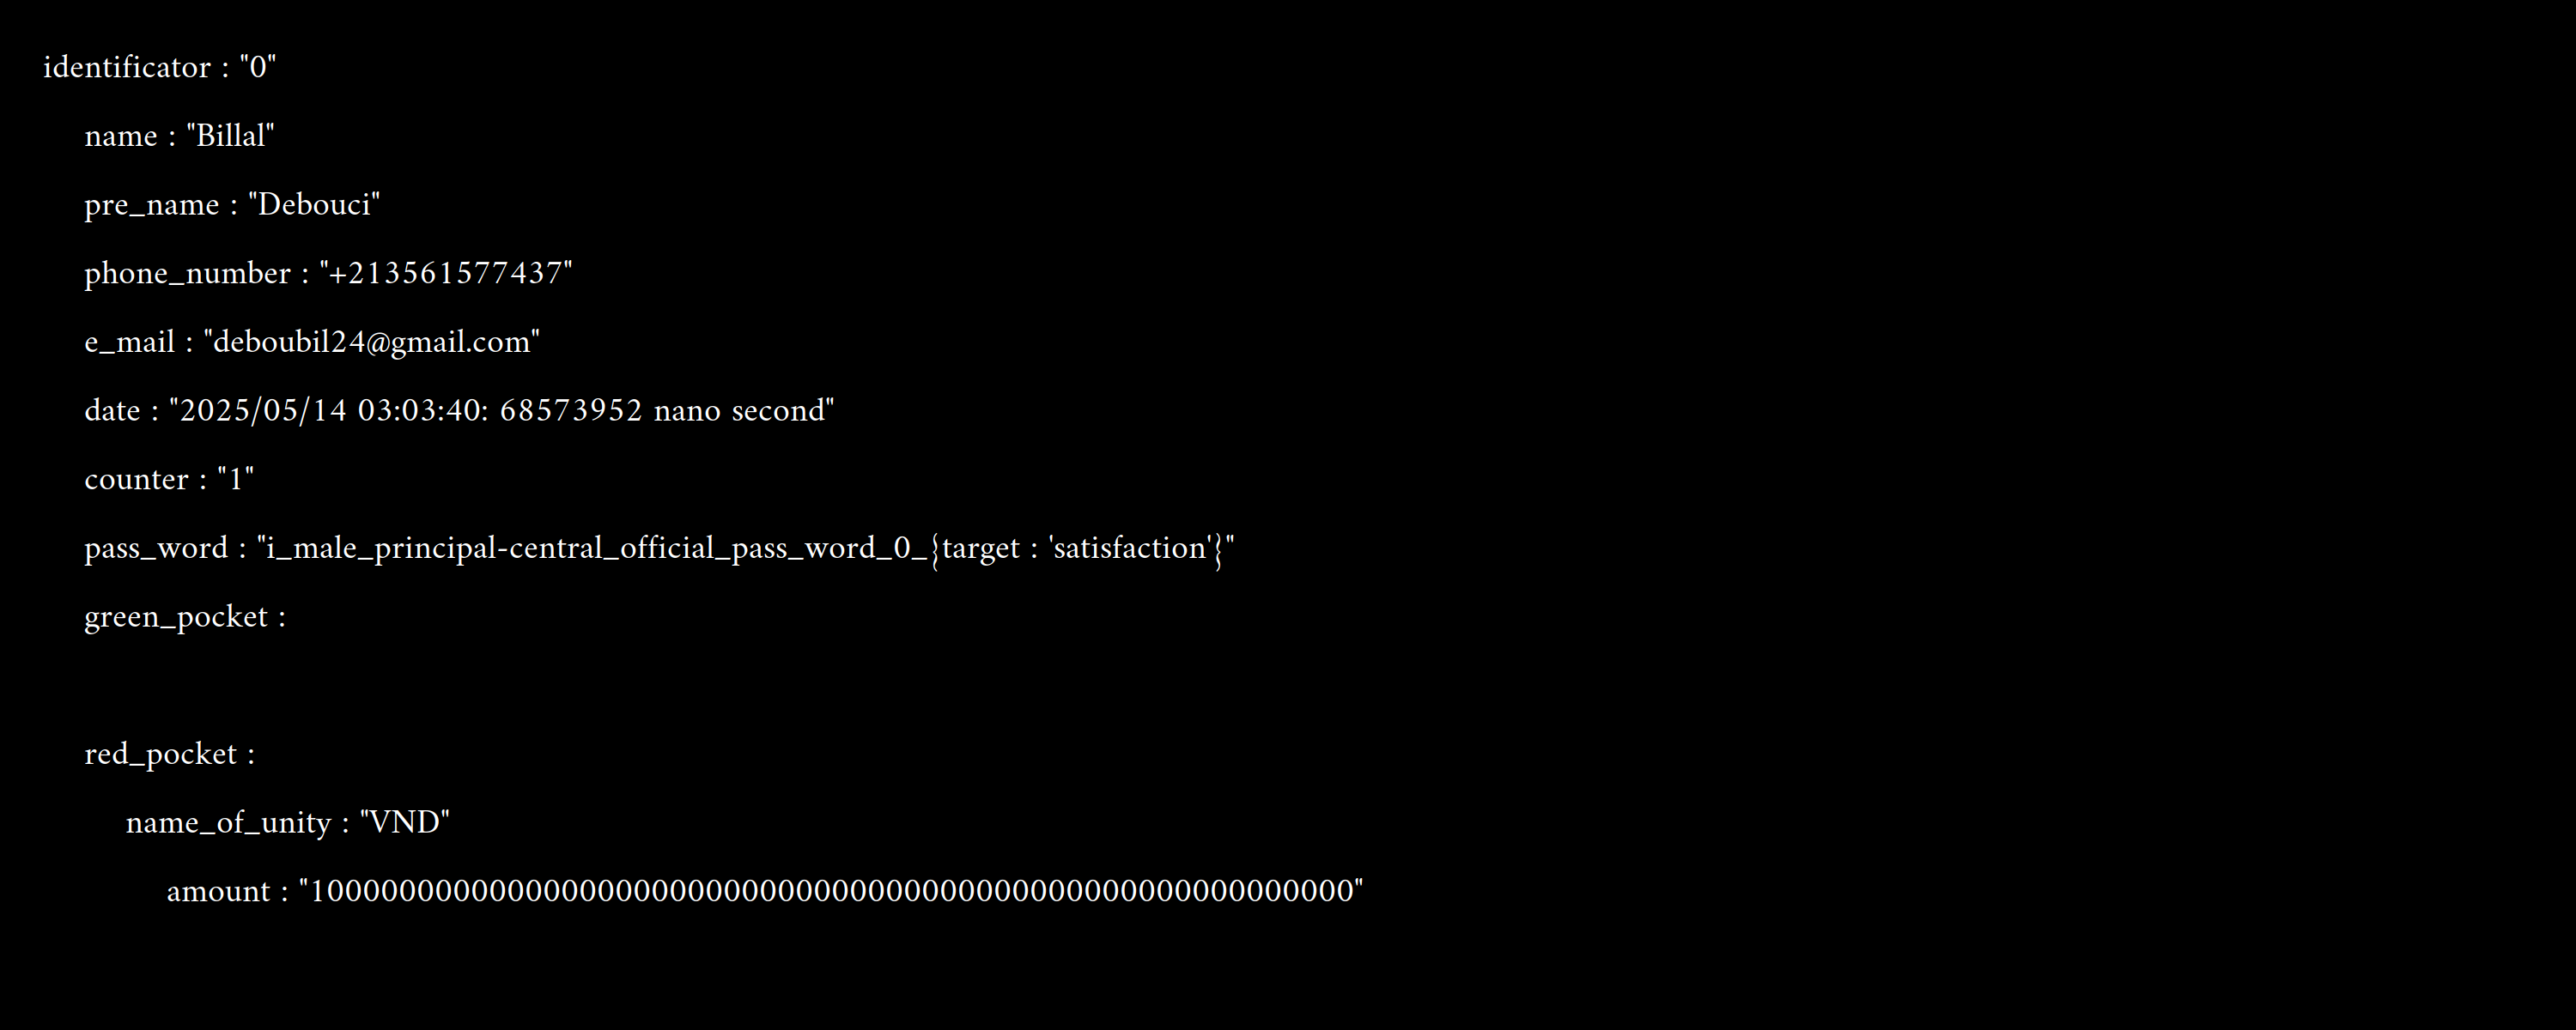 identificator : "0"
name : "Billal"
pre_name : "Debouci"
phone_number : "+213561577437"
e_mail : "deboubil24@gmail.com"
date : "2025/05/14 03:03:40: 68573952 nano second"
counter : "1"
pass_word : "i_male_principal-central_official_pass_word_0_{target : 'satisfaction'}"
green_pocket :
red_pocket :
name_of_unity : "VND"
amount : "1000000000000000000000000000000000000000000000000000000000"